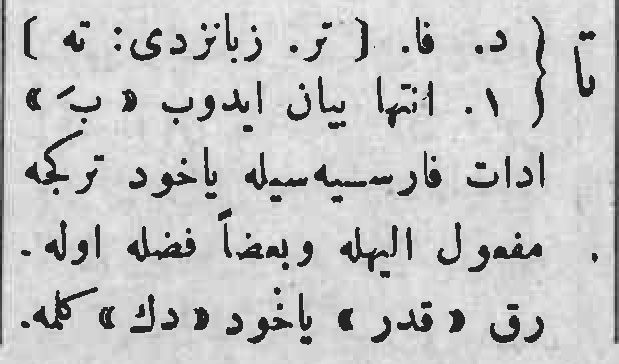 تا { د. فا. ( تر. زبانزدی: ته )
۱. انتها بیان ایدوب « بَ »
ادات فارسیه‌سیله یاخود ترکجه
مفعول الیهله وبعضاً فضله اوله‌.
رق « قدر » یاخود « دك » کلمه‌.